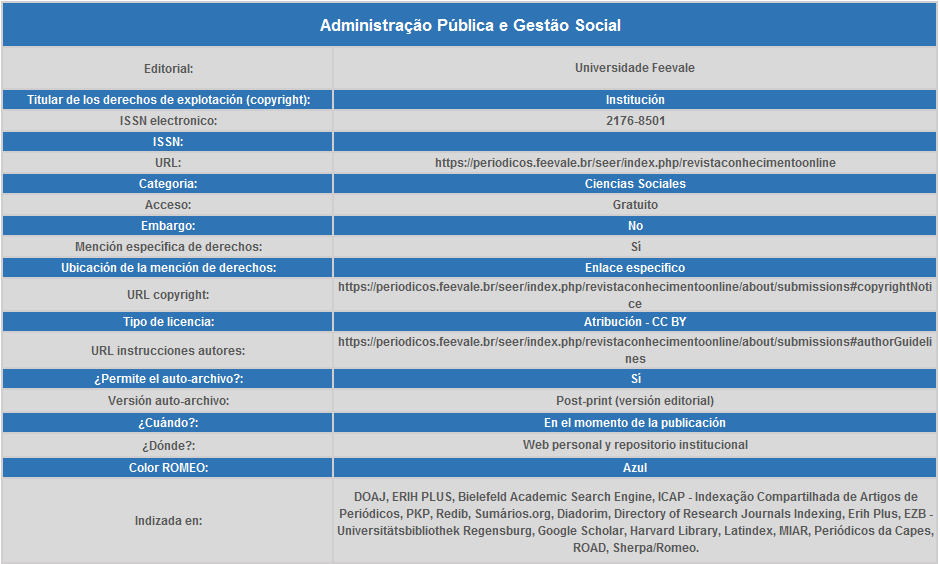 Administração Pública e Gestão Social
Editorial: Universidade Feevale
Titular de los derechos de explotación (copyright): Institución
ISSN electronico: 2176-8501
ISSN:
URL: https://periodicos.feevale.br/seer/index.php/revistaconhecimentoonline
Categoria: Ciencias Sociales
Acceso: Gratuito
Embargo: No
Mención específica de derechos: Sí
Ubicación de la mención de derechos: Enlace especifico
URL copyright: https://periodicos.feevale.br/seer/index.php/revistaconhecimentoonline/about/submissions#copyrightNoti
ce
Tipo de licencia: Atribución - CC BY
URL instrucciones autores: https://periodicos.feevale.br/seer/index.php/revistaconhecimentoonline/about/submissions#authorGuideli
nes
¿Permite el auto-archivo?: Sí
Versión auto-archivo: Post-print (versión editorial)
¿Cuándo?: En el momento de la publicación
¿Dónde?: Web personal y repositorio institucional
Color ROMEO: Azul
Indizada en:
DOAJ, ERIH PLUS, Bielefeld Academic Search Engine, ICAP - Indexação Compartilhada de Artigos de
Periódicos, PKP, Redib, Sumários.org, Diadorim, Directory of Research Journals Indexing, Erih Plus, EZB -
Universitätsbibliothek Regensburg, Google Scholar, Harvard Library, Latindex, MIAR, Periódicos da Capes,
ROAD, Sherpa/Romeo.